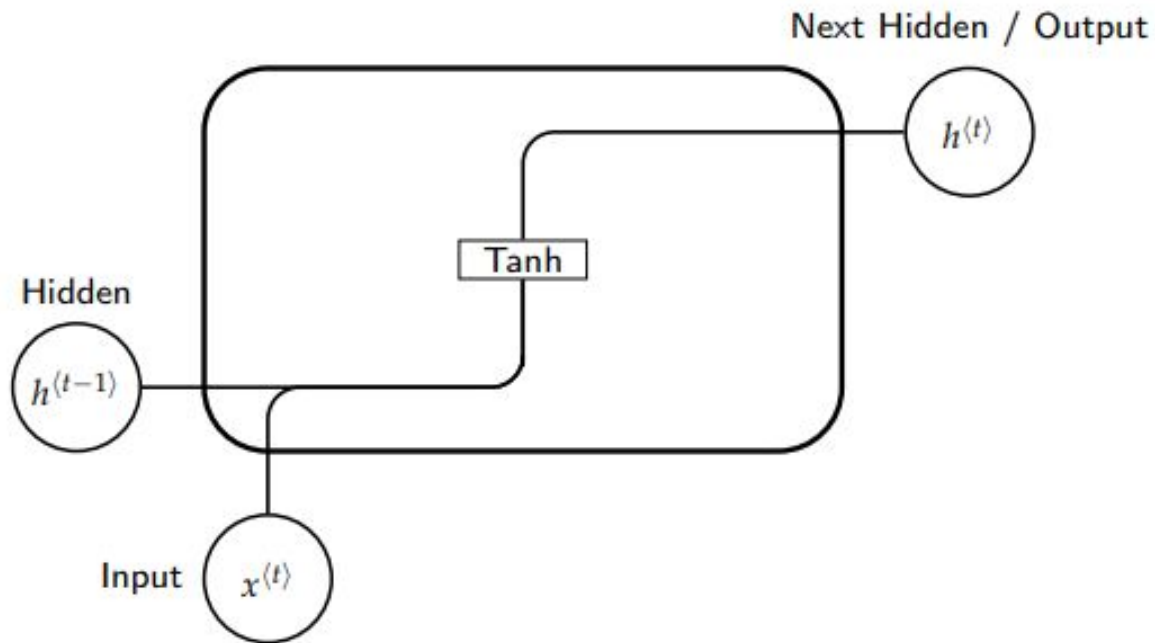 Next Hidden / Output
h⟨t⟩
Tanh
Hidden
h⟨t−1⟩
Input
x⟨t⟩